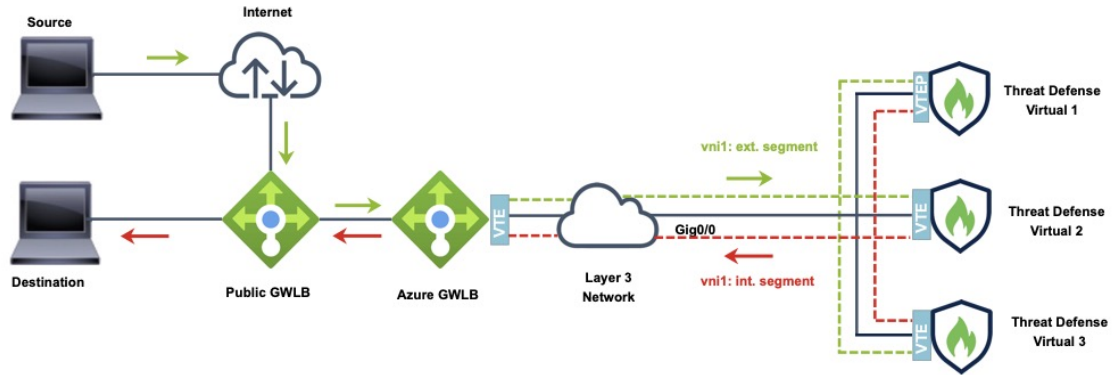 Source
Internet
Destination
Public GWLB
Azure GWLB
VTE
Layer 3
Network
Gig0/0
vni1: ext. segment
vni1: int. segment
VTEP
Threat Defense
Virtual 1
VTE
Threat Defense
Virtual 2
VTE
Threat Defense
Virtual 3